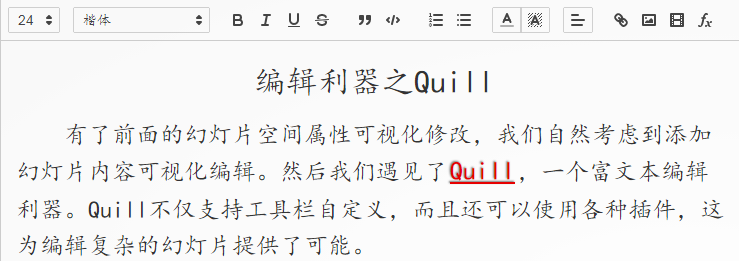 24 楷体 B I U S </> A A fx
编辑利器之Quill
有了前面的幻灯片空间属性可视化修改，我们自然考虑到添加
幻灯片内容可视化编辑。然后我们遇见了Quill，一个富文本编辑
利器。Quill不仅支持工具栏自定义，而且还可以使用各种插件，这
为编辑复杂的幻灯片提供了可能。